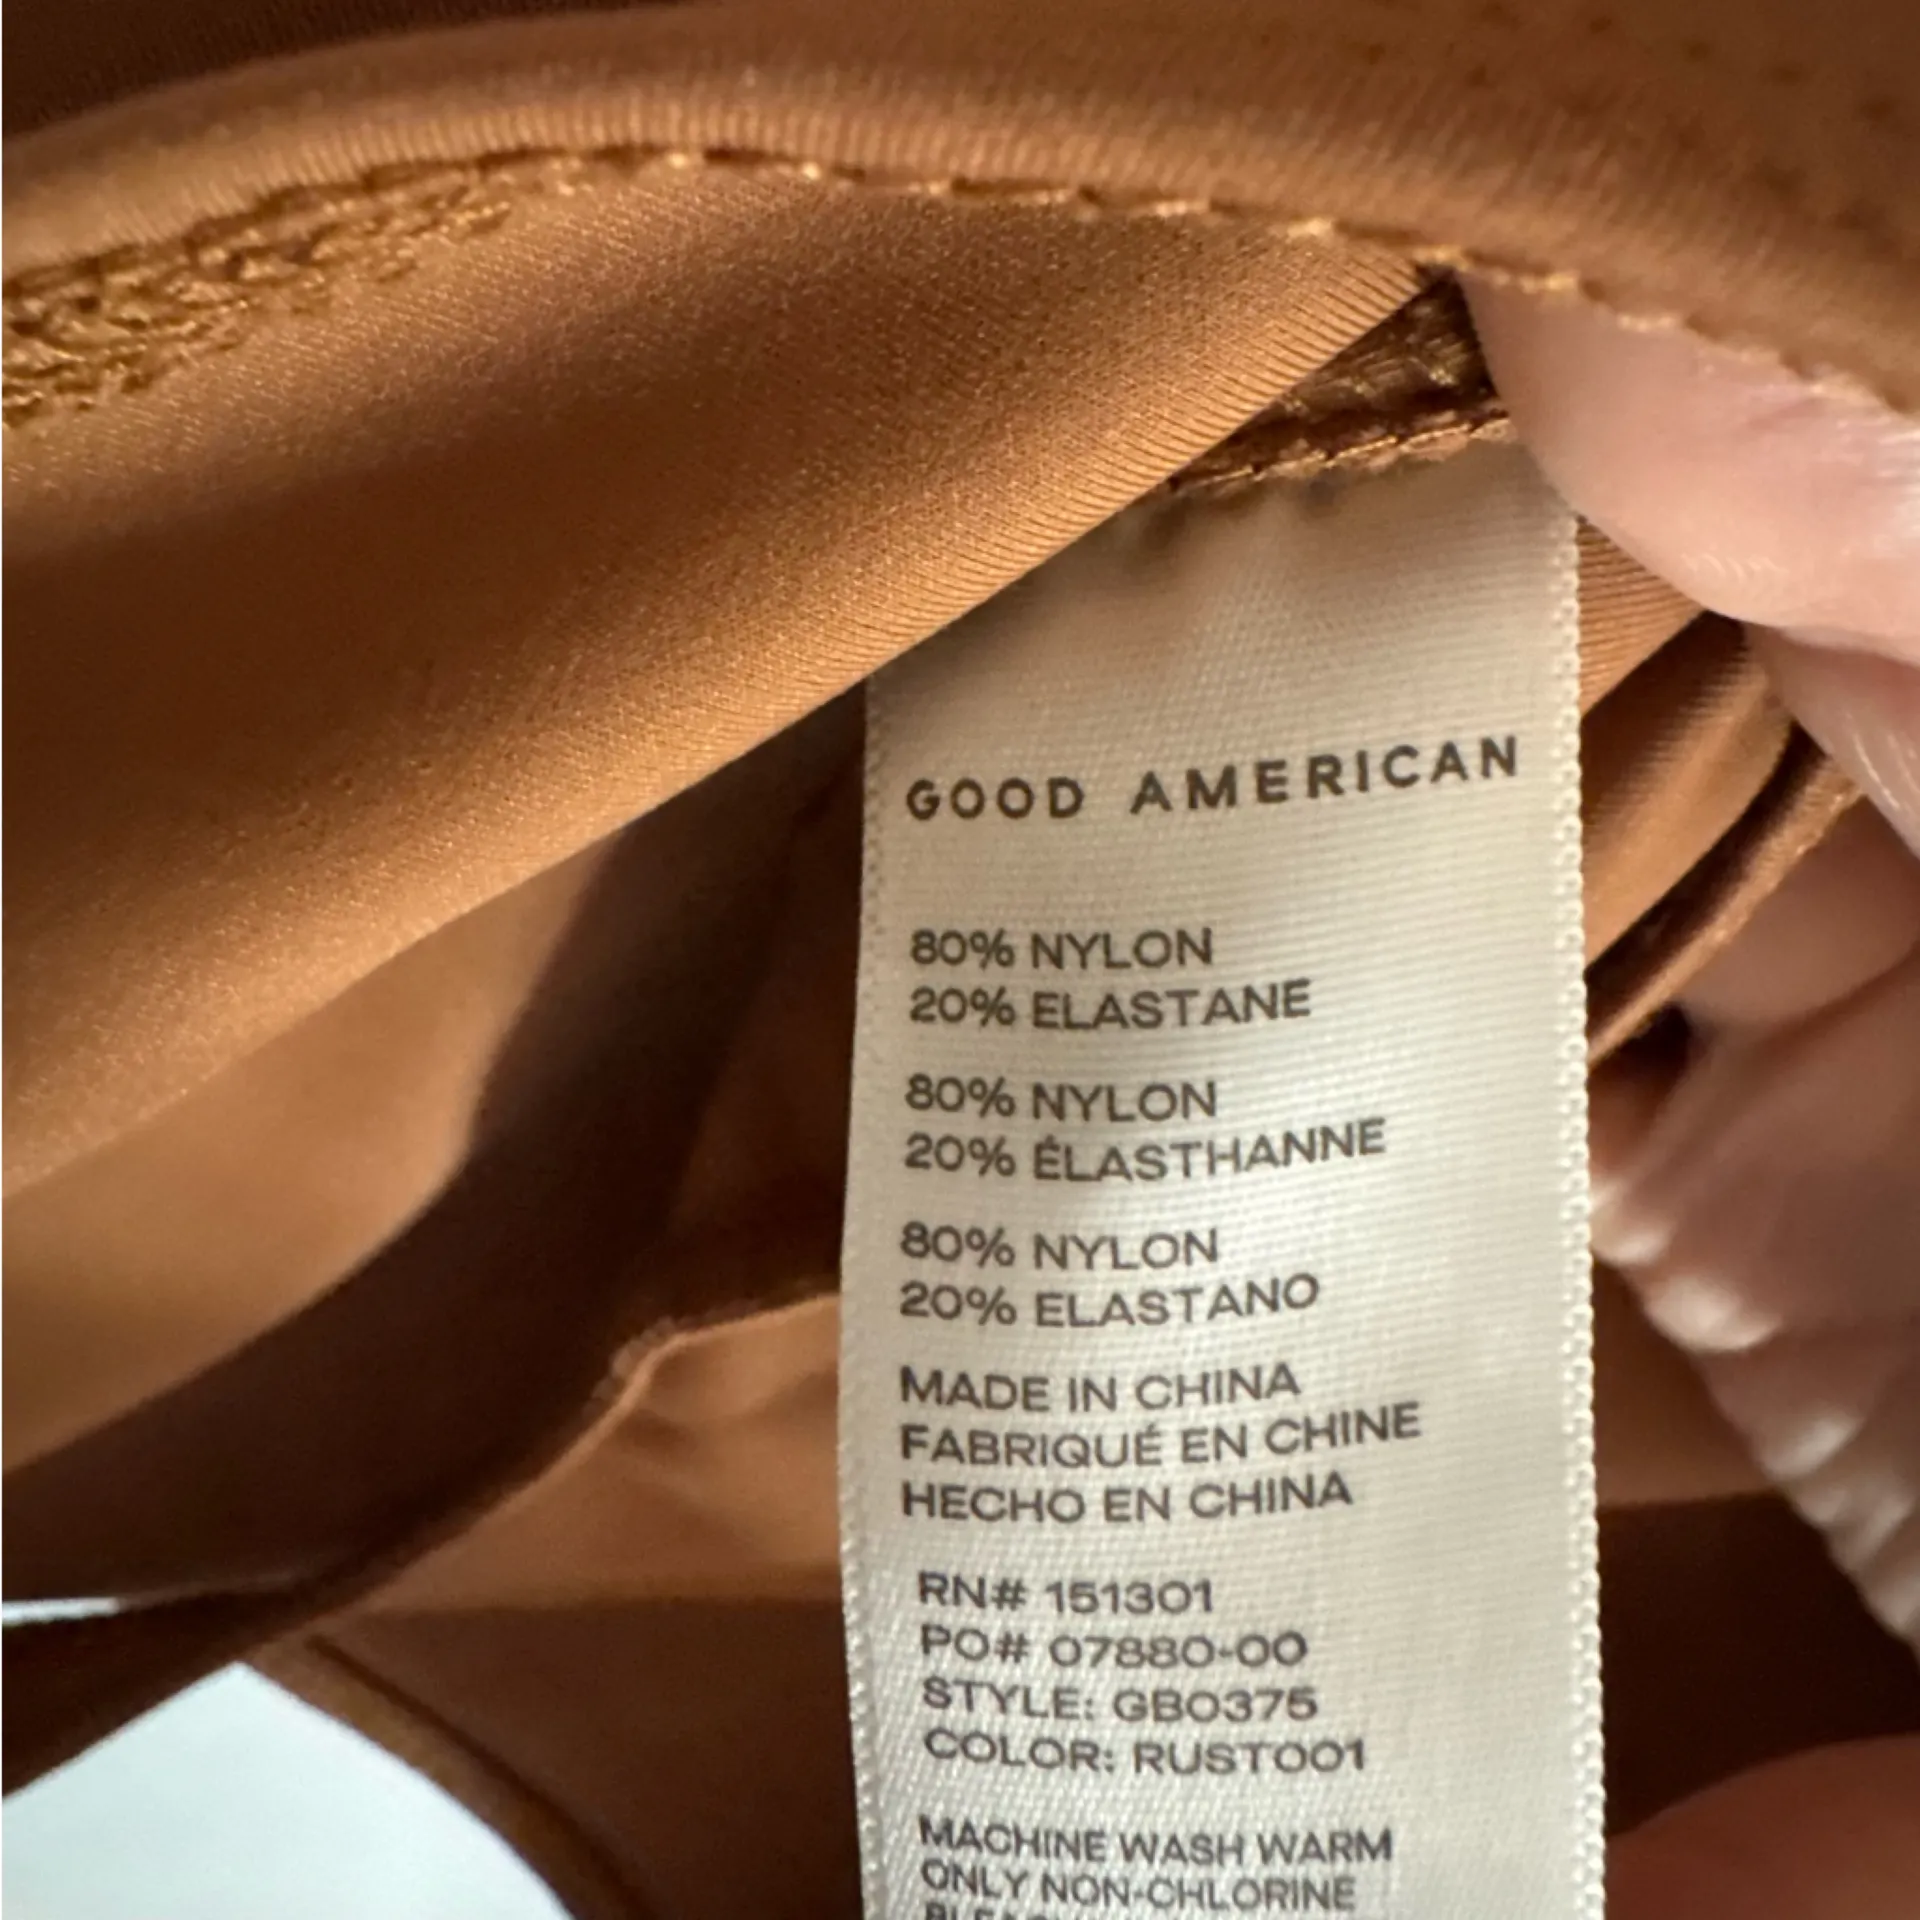 GOOD AMERICAN
80% NYLON
20% ELASTANE
80% NYLON
20% ÉLASTHANNE
80% NYLON
20% ELASTANO
MADE IN CHINA
FABRIQUÉ EN CHINE
HECHO EN CHINA
RN# 151301
PO# 07880-00
STYLE: GB0375
COLOR: RUST001
MACHINE WASH WARM
ONLY NON-CHLORINE